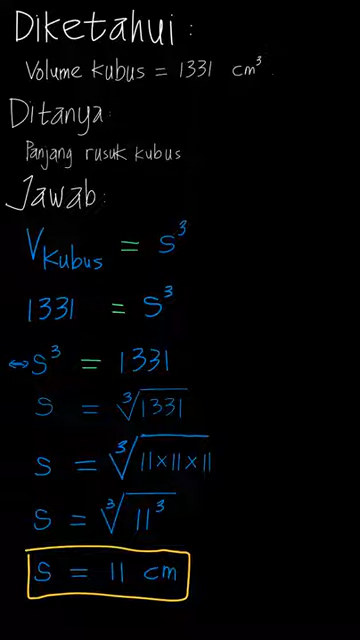 Diketahui :
Volume kubus = 1331 cm³.
Ditanya :
Panjang rusuk kubus
Jawab :
V_Kubus = S³
1331 = S³
↔ S³ = 1331
S = ∛1331
S = ∛11×11×11
S = ∛11³
S = 11 cm